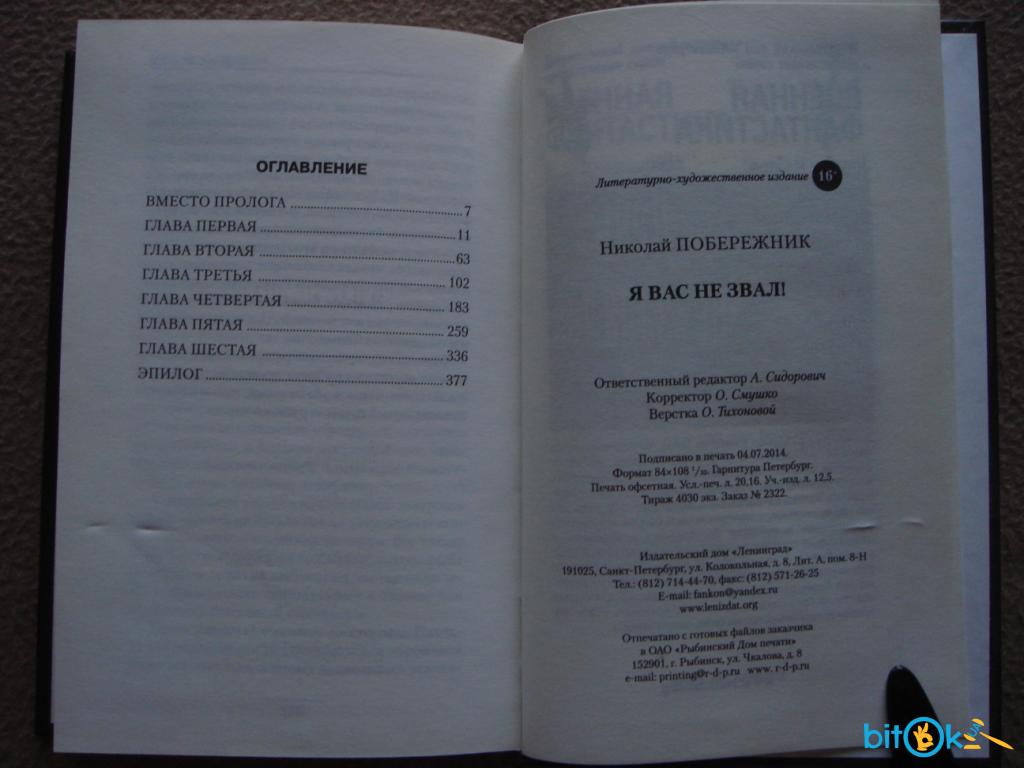 ОГЛАВЛЕНИЕ
ВМЕСТО ПРОЛОГА ........ 7
ГЛАВА ПЕРВАЯ ........ 11
ГЛАВА ВТОРАЯ ........ 63
ГЛАВА ТРЕТЬЯ ........ 102
ГЛАВА ЧЕТВЕРТАЯ ........ 183
ГЛАВА ПЯТАЯ ........ 259
ГЛАВА ШЕСТАЯ ........ 336
ЭПИЛОГ ........ 377
Литературно-художественное издание 16+
Николай ПОБЕРЕЖНИК
Я ВАС НЕ ЗВАЛ!
Ответственный редактор А. Сидорович
Корректор О. Смушко
Верстка О. Тихоновой
Подписано в печать 04.07.2014.
Формат 84×108 1/32. Гарнитура Петербург.
Печать офсетная. Усл.-печ. л. 20,16. Уч.-изд. л. 12,5.
Тираж 4030 экз. Заказ № 2322.
Издательский дом «Ленинград»
191025, Санкт-Петербург, ул. Колокольная, д. 8, Лит. А, пом. 8-Н
Тел.: (812) 714-44-70, факс: (812) 571-26-25
E-mail: fankon@yandex.ru
www.lenizdat.org
Отпечатано с готовых файлов заказчика
в ОАО «Рыбинский Дом печати»
152901, г. Рыбинск, ул. Чкалова, д. 8
e-mail: printing@r-d-p.ru www. r-d-p.ru
bitok UA